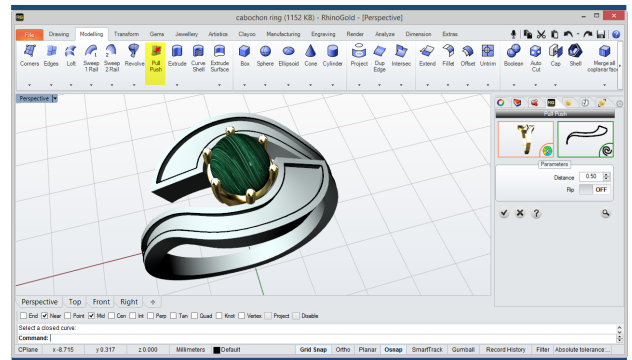 RG
cabochon ring (1152 KB) - RhinoGold - [Perspective]
File Drawing Modelling Transform Gems Jewellery Artistics Clayoo Manufacturing Engraving Render Analyze Dimension Extras
Corners Edges Loft Sweep 1 Rail Sweep 2 Rail Revolve Pull Push Extrude Curve Shell Extrude Surface Box Sphere Ellipsoid Cone Cylinder Project Dup Edge Intersec Extend Fillet Offset Untrim Boolean Auto Cut Cap Shell Merge all coplanar face
Perspective
Pull Push
Parameters
Distance 0.50
Rip OFF
Perspective Top Front Right
End Near Point Mid Cen Int Perp Tan Quad Knot Vertex Project Disable
Select a closed curve:
Command:
CPlane x -8.715 y 0.317 z 0.000 Millimeters Default Grid Snap Ortho Planar Osnap SmartTrack Gumball Record History Filter Absolute tolerance:...